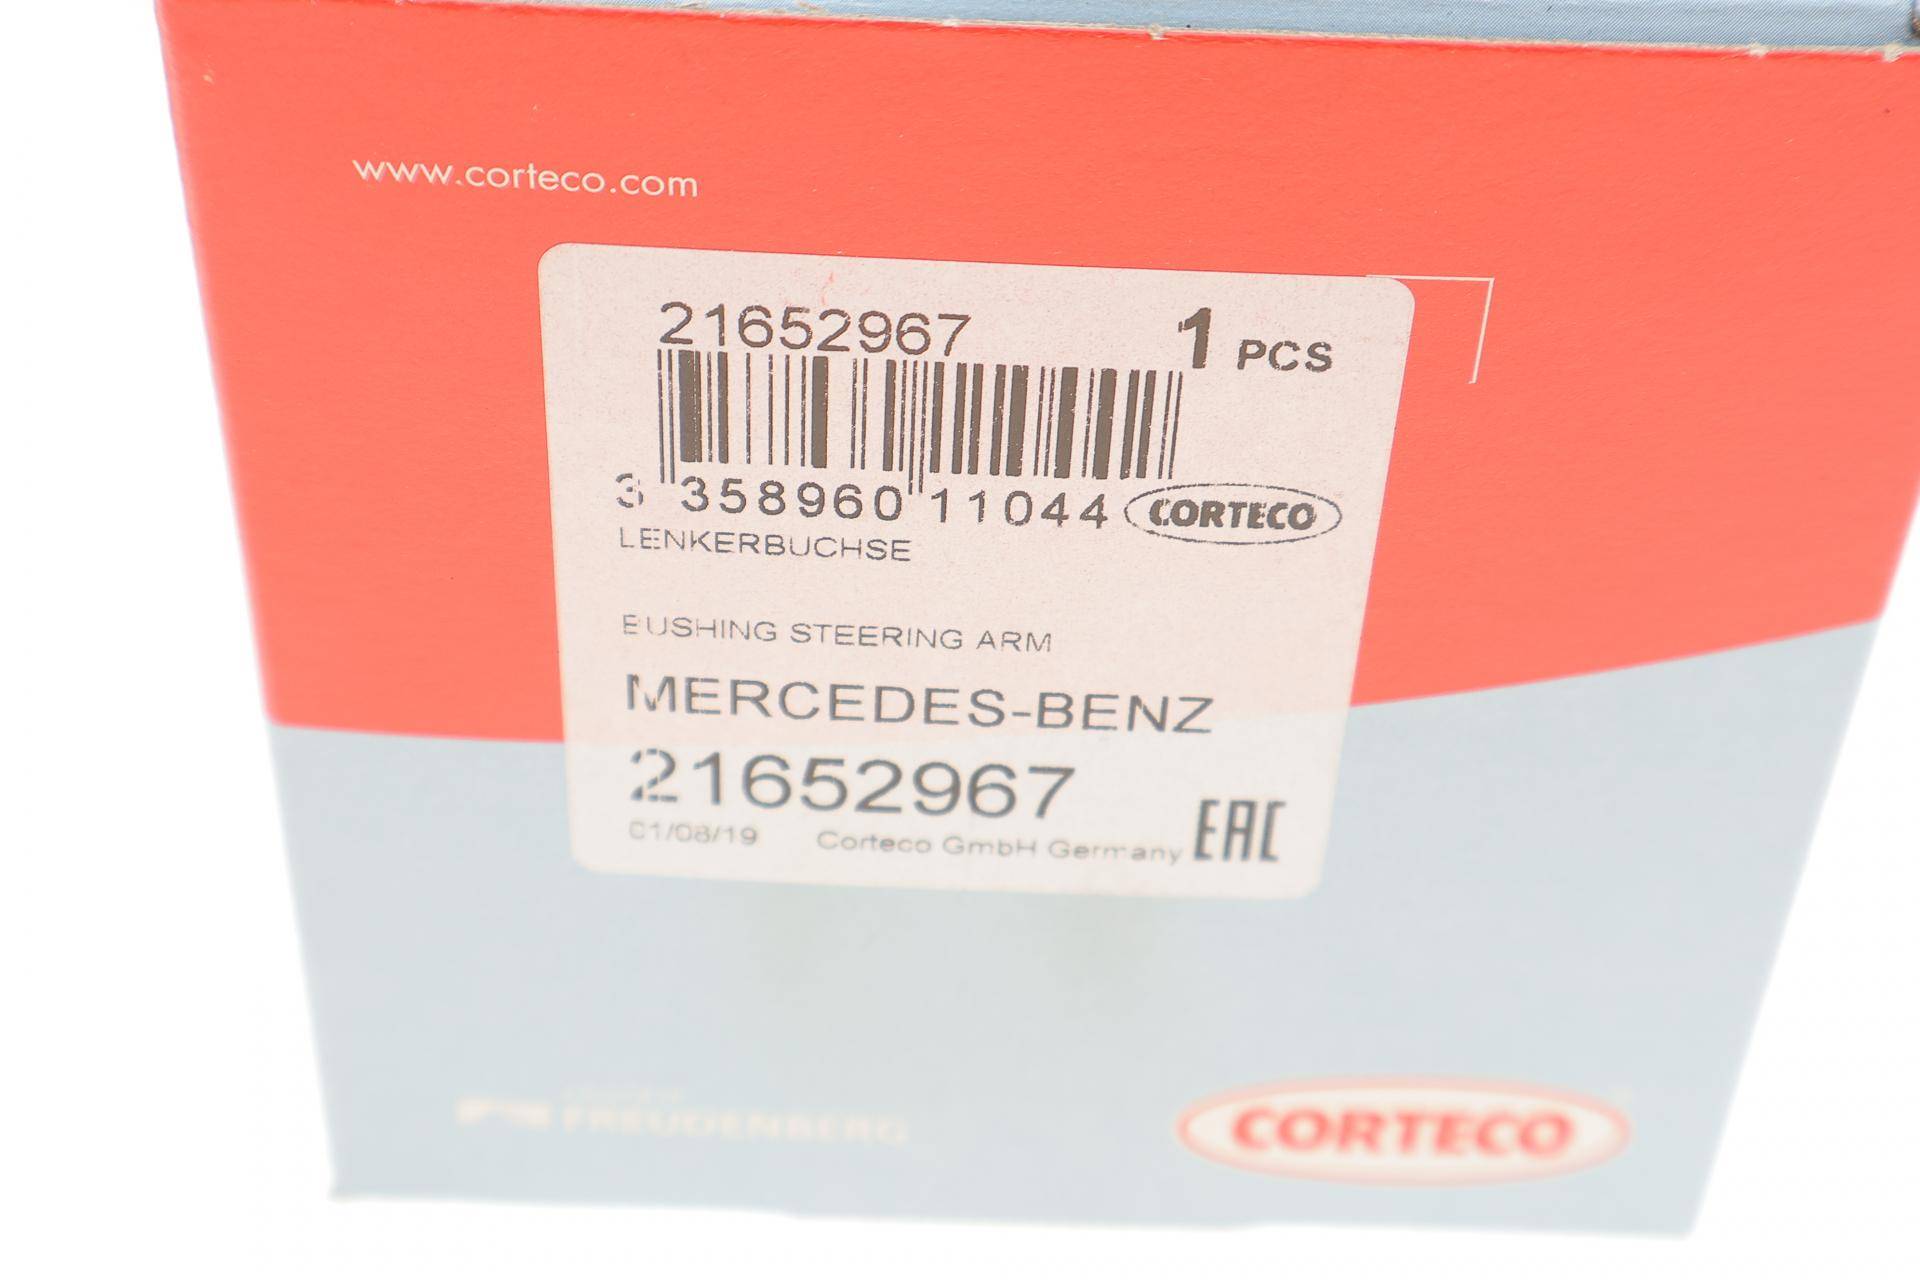 www.corteco.com
21652967 1 PCS
3 358960 11044 CORTECO
LENKERBUCHSE
BUSHING STEERING ARM
MERCEDES-BENZ
21652967
01/08/19 Corteco GmbH Germany EAC
FREUDENBERG CORTECO